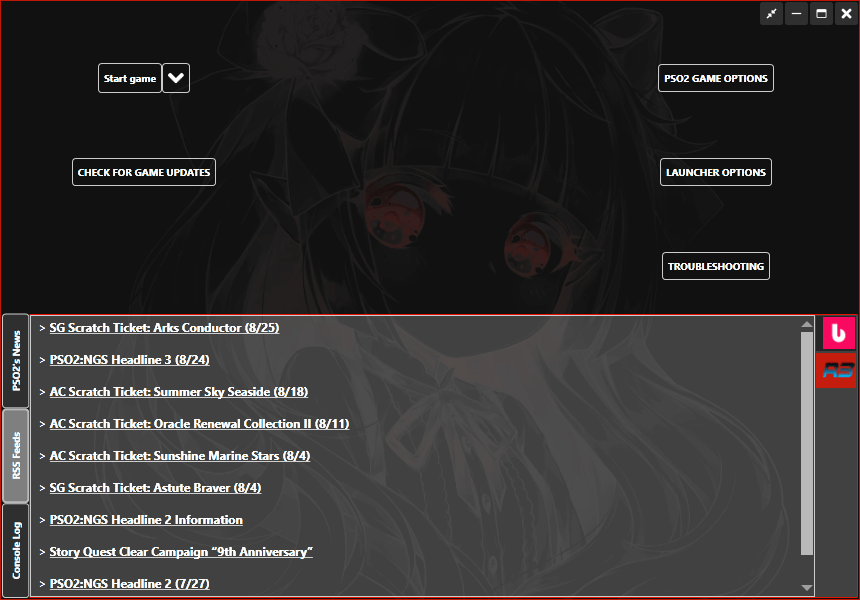 Start game
PSO2 GAME OPTIONS
CHECK FOR GAME UPDATES
LAUNCHER OPTIONS
TROUBLESHOOTING
PSO2's News
RSS Feeds
Console Log
> SG Scratch Ticket: Arks Conductor (8/25)
> PSO2:NGS Headline 3 (8/24)
> AC Scratch Ticket: Summer Sky Seaside (8/18)
> AC Scratch Ticket: Oracle Renewal Collection II (8/11)
> AC Scratch Ticket: Sunshine Marine Stars (8/4)
> SG Scratch Ticket: Astute Braver (8/4)
> PSO2:NGS Headline 2 Information
> Story Quest Clear Campaign “9th Anniversary”
> PSO2:NGS Headline 2 (7/27)
b